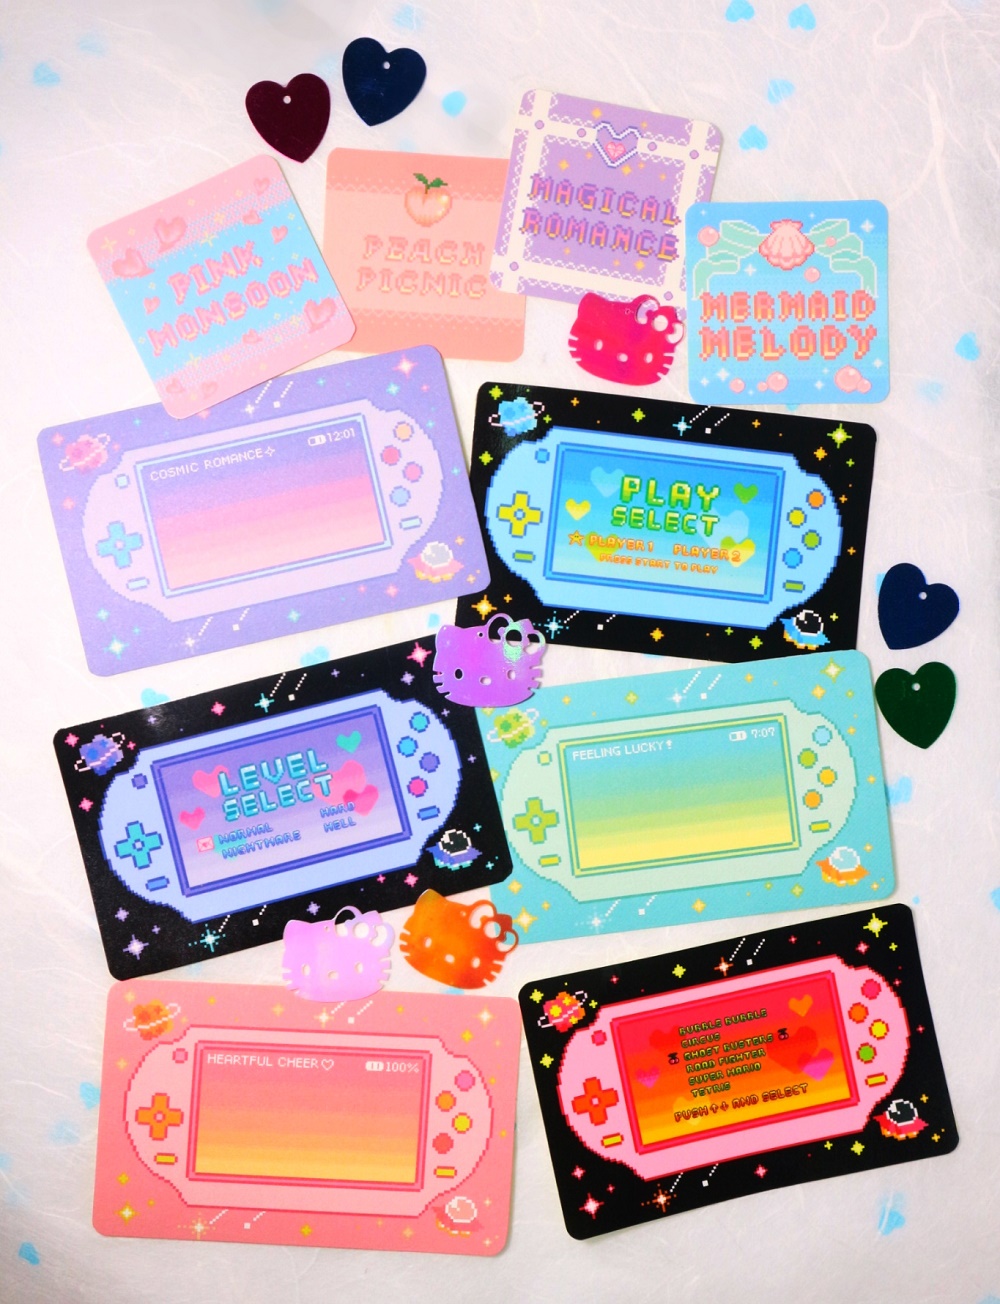 PINK
MONSOON
PEACH
PICNIC
MAGICAL
ROMANCE
MERMAID
MELODY
COSMIC ROMANCE
12:01
PLAY
SELECT
PLAYER 1 PLAYER 2
PRESS START TO PLAY
LEVEL
SELECT
NORMAL HARD
NIGHTMARE HELL
FEELING LUCKY?
7:07
HEARTFUL CHEER♡
100%
BUBBLE BUBBLE
CIRCUS
GHOST BUSTERS
ROAD FIGHTER
SUPER MARIO
TETRIS
PUSH ↑↓ AND SELECT